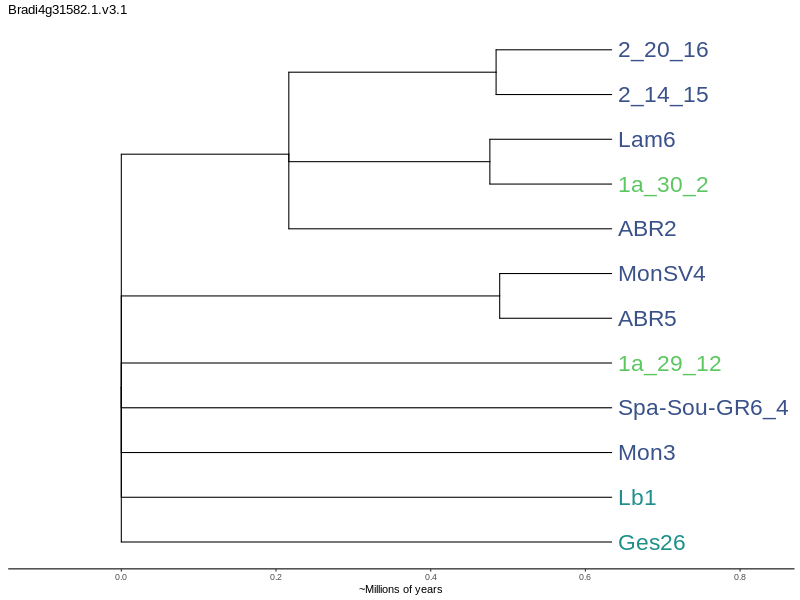 Bradi4g31582.1.v3.1
2_20_16
2_14_15
Lam6
1a_30_2
ABR2
MonSV4
ABR5
1a_29_12
Spa-Sou-GR6_4
Mon3
Lb1
Ges26
0.0 0.2 0.4 0.6 0.8
~Millions of years